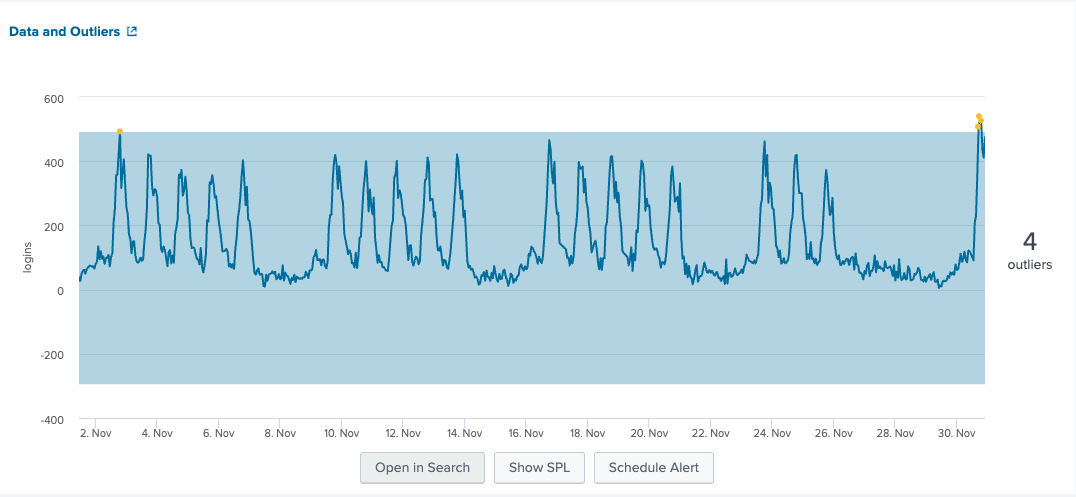 Data and Outliers
600
400
200
0
-200
-400
logins
2. Nov 4. Nov 6. Nov 8. Nov 10. Nov 12. Nov 14. Nov 16. Nov 18. Nov 20. Nov 22. Nov 24. Nov 26. Nov 28. Nov 30. Nov
4
outliers
Open in Search Show SPL Schedule Alert